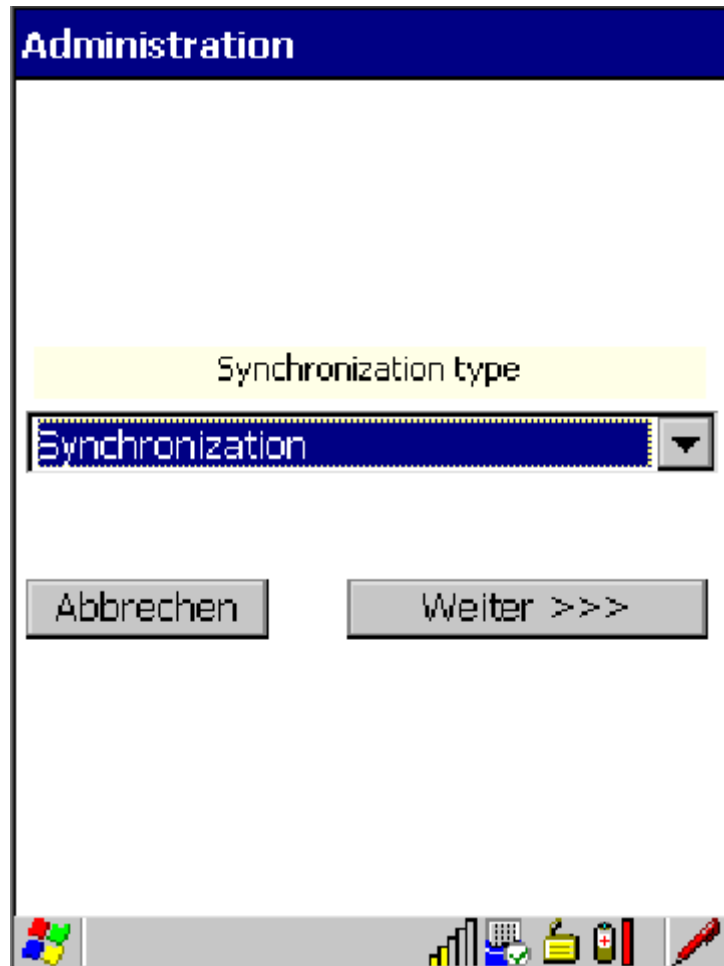 Administration
Synchronization type
Synchronization
Abbrechen
Weiter >>>